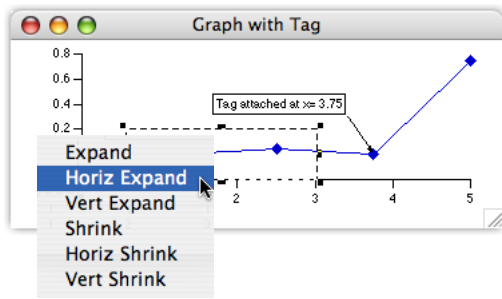 Graph with Tag
0.8
0.6
0.4
Tag attached at x= 3.75
0.2
Expand
Horiz Expand
Vert Expand
Shrink
Horiz Shrink
Vert Shrink
2
3
4
5